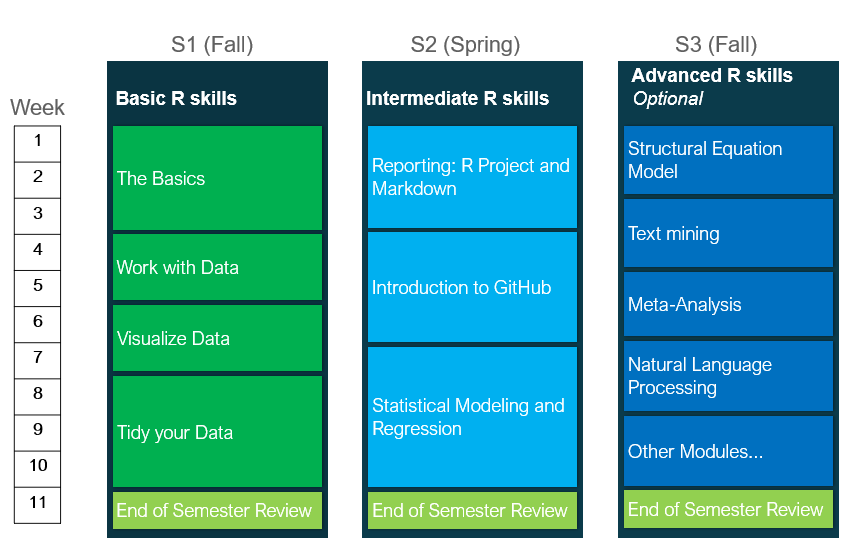 S1 (Fall)
S2 (Spring)
S3 (Fall)
Week
1
2
3
4
5
6
7
8
9
10
11
Basic R skills
The Basics
Work with Data
Visualize Data
Tidy your Data
End of Semester Review
Intermediate R skills
Reporting: R Project and
Markdown
Introduction to GitHub
Statistical Modeling and
Regression
End of Semester Review
Advanced R skills
Optional
Structural Equation
Model
Text mining
Meta-Analysis
Natural Language
Processing
Other Modules...
End of Semester Review